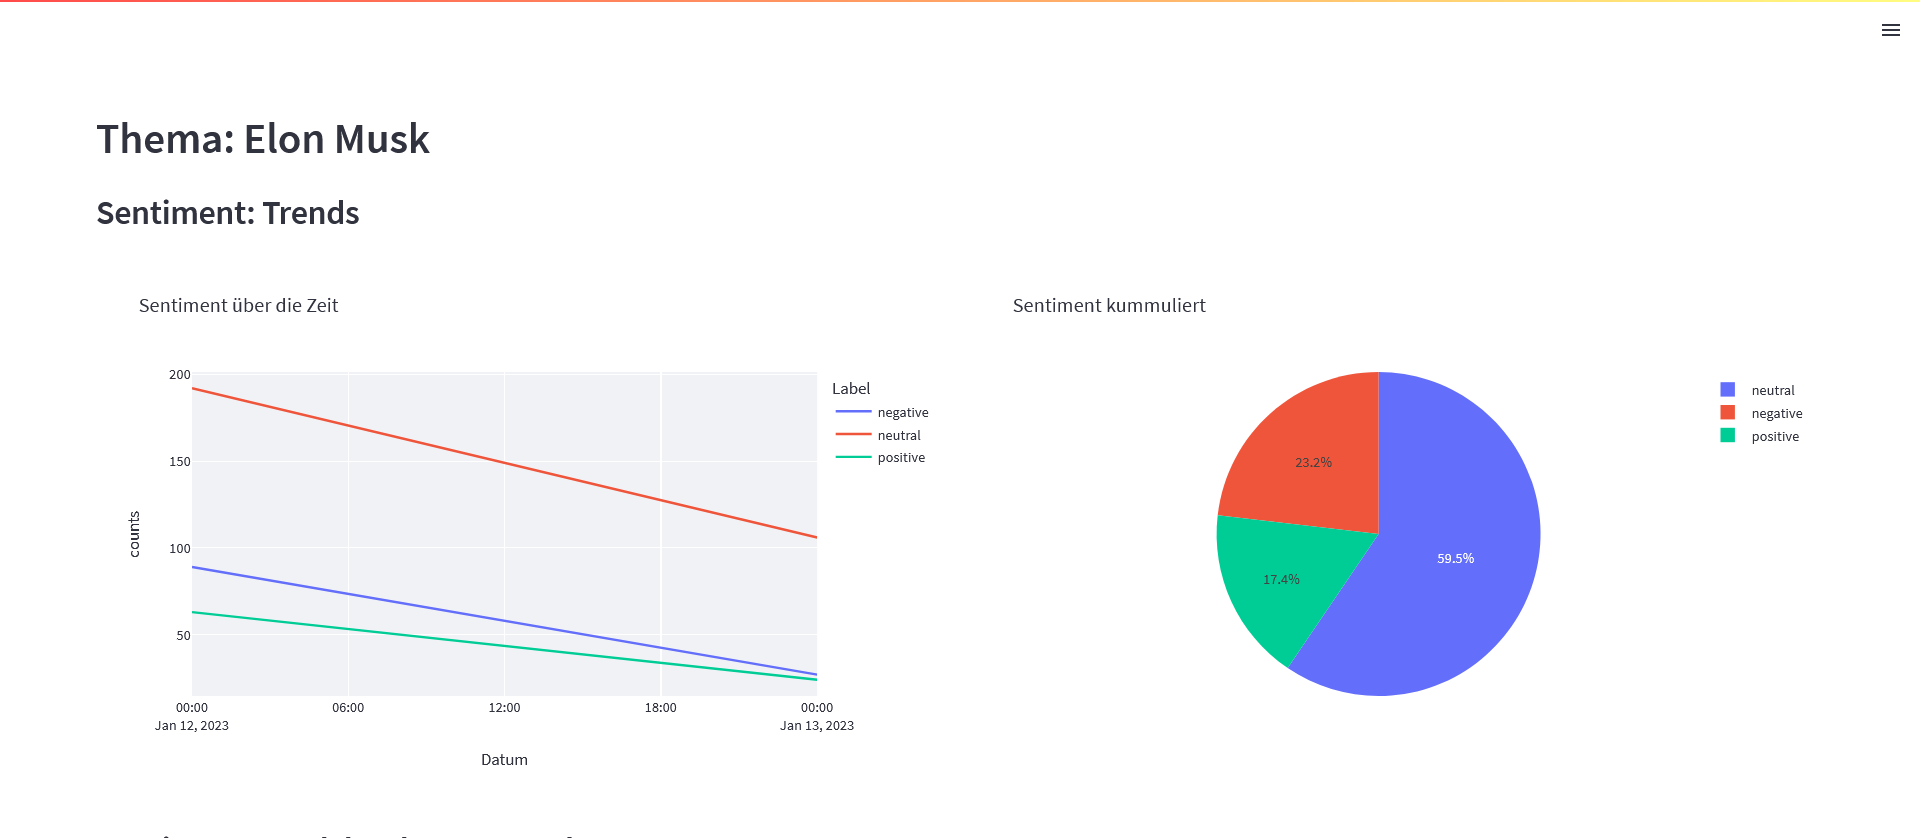 Thema: Elon Musk
Sentiment: Trends
Sentiment über die Zeit
200
150
100
50
counts
00:00
Jan 12, 2023
06:00
12:00
18:00
00:00
Jan 13, 2023
Datum
Label
negative
neutral
positive
Sentiment kummuliert
23.2%
17.4%
59.5%
neutral
negative
positive